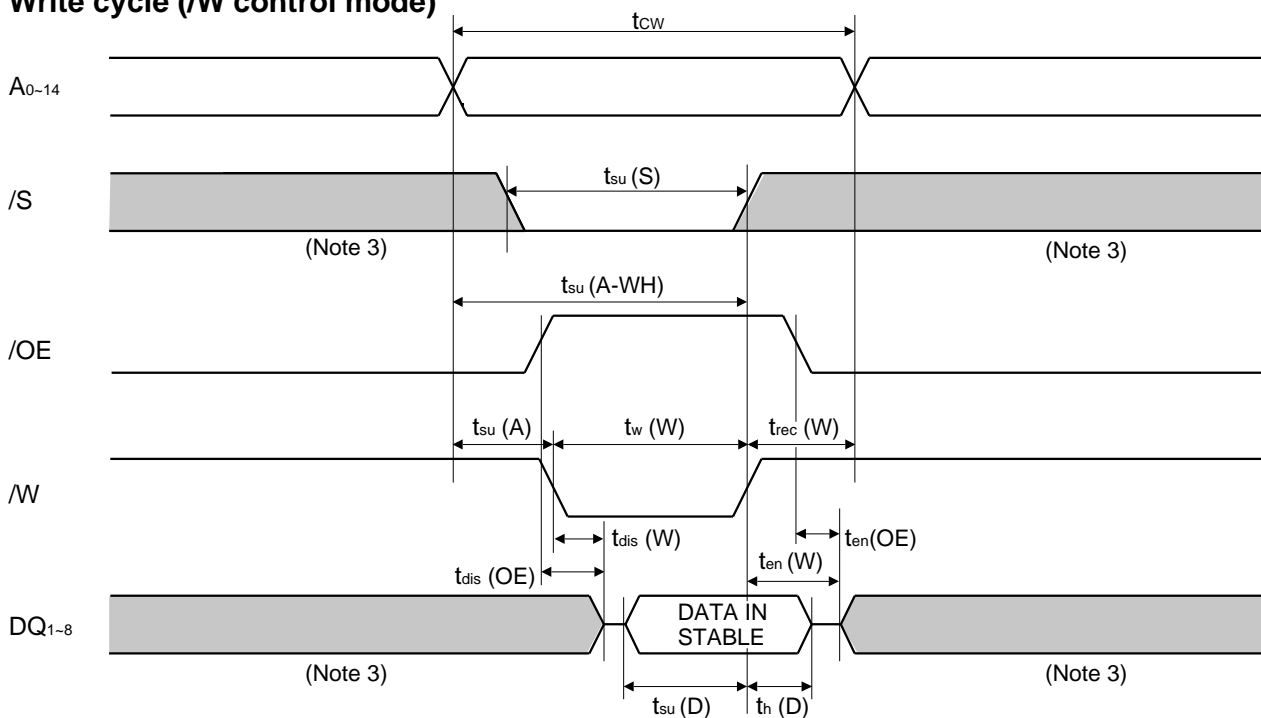 Write cycle (/W control mode)
tCW
A0~14
tsu (S)
/S
(Note 3)
(Note 3)
tsu (A-WH)
/OE
tsu (A)
tw (W)
trec (W)
/W
tdis (W)
ten(OE)
ten (W)
tdis (OE)
DATA IN
STABLE
DQ1~8
(Note 3)
(Note 3)
tsu (D)
th (D)